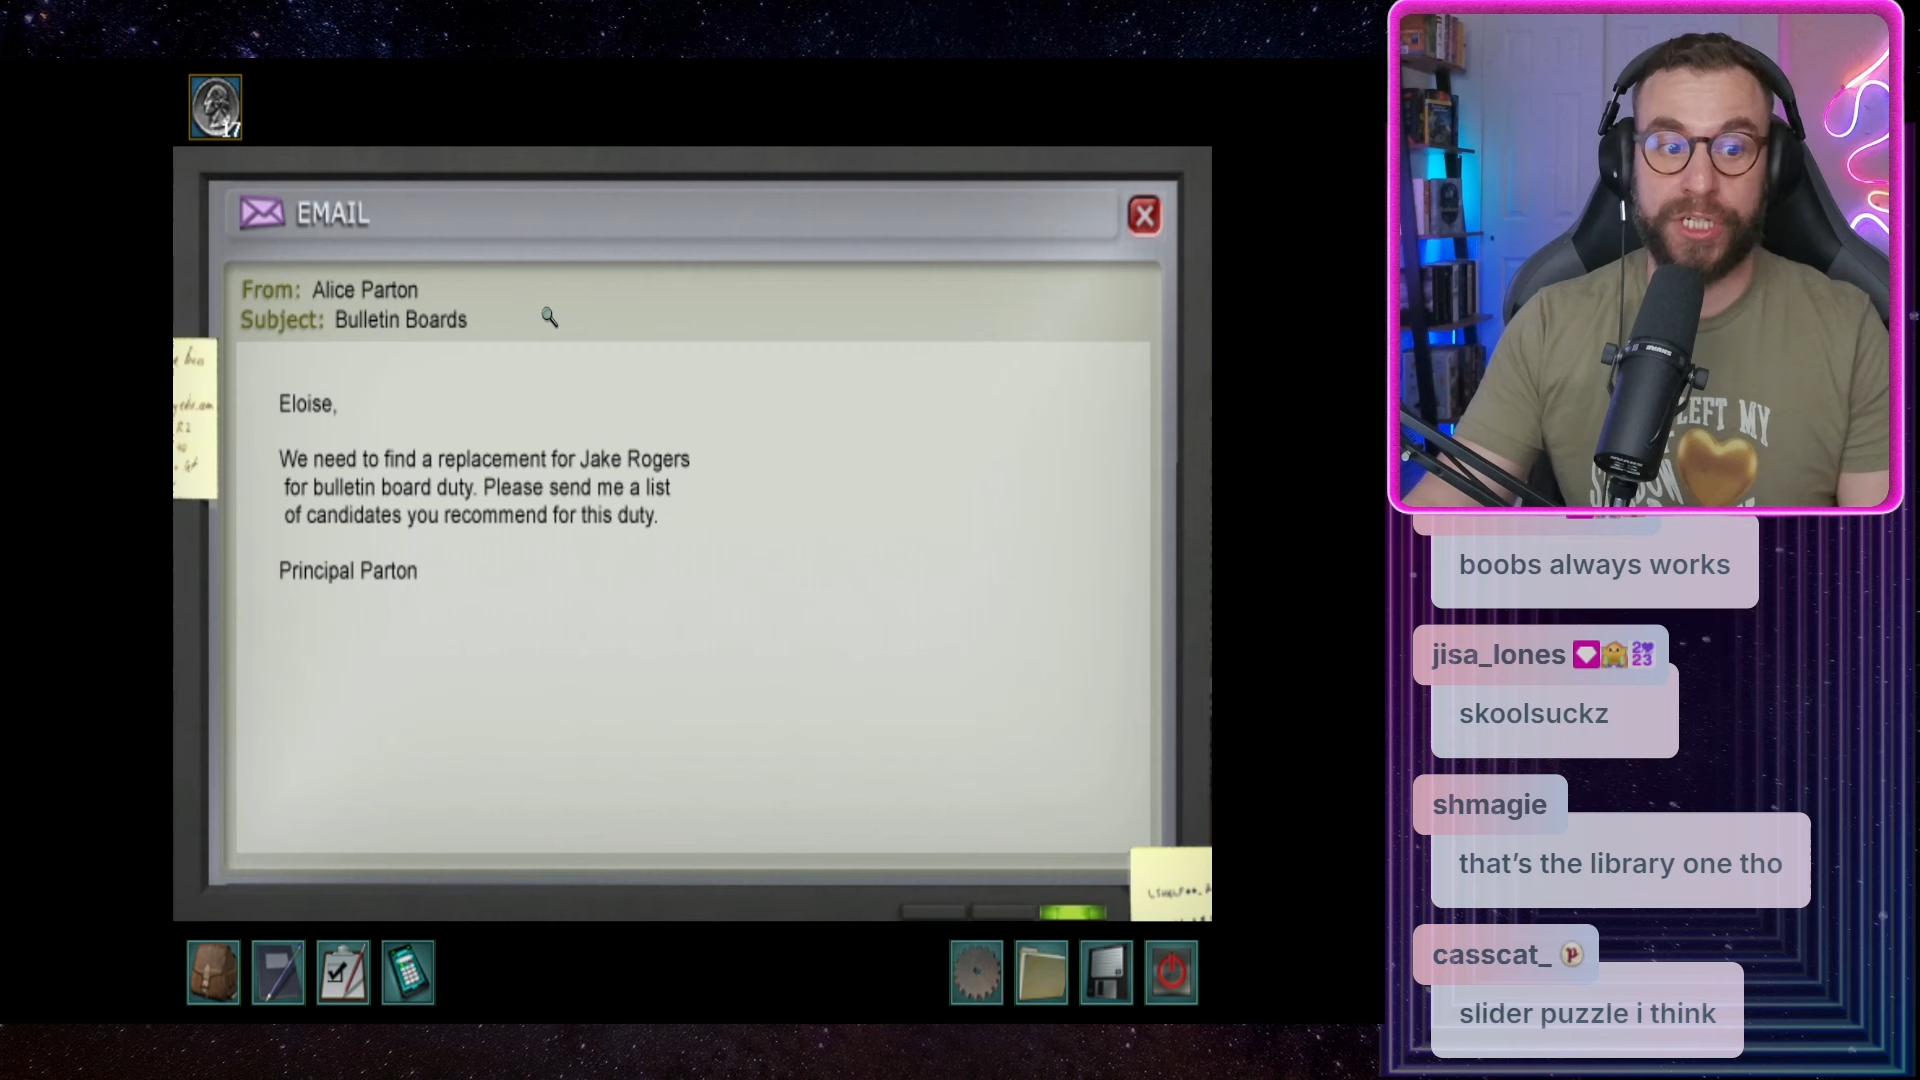 17
EMAIL
From: Alice Parton
Subject: Bulletin Boards
Eloise,
We need to find a replacement for Jake Rogers
for bulletin board duty. Please send me a list
of candidates you recommend for this duty.
Principal Parton
LEFT MY
boobs always works
jisa_lones
skoolsuckz
shmagie
that's the library one tho
casscat_
slider puzzle i think